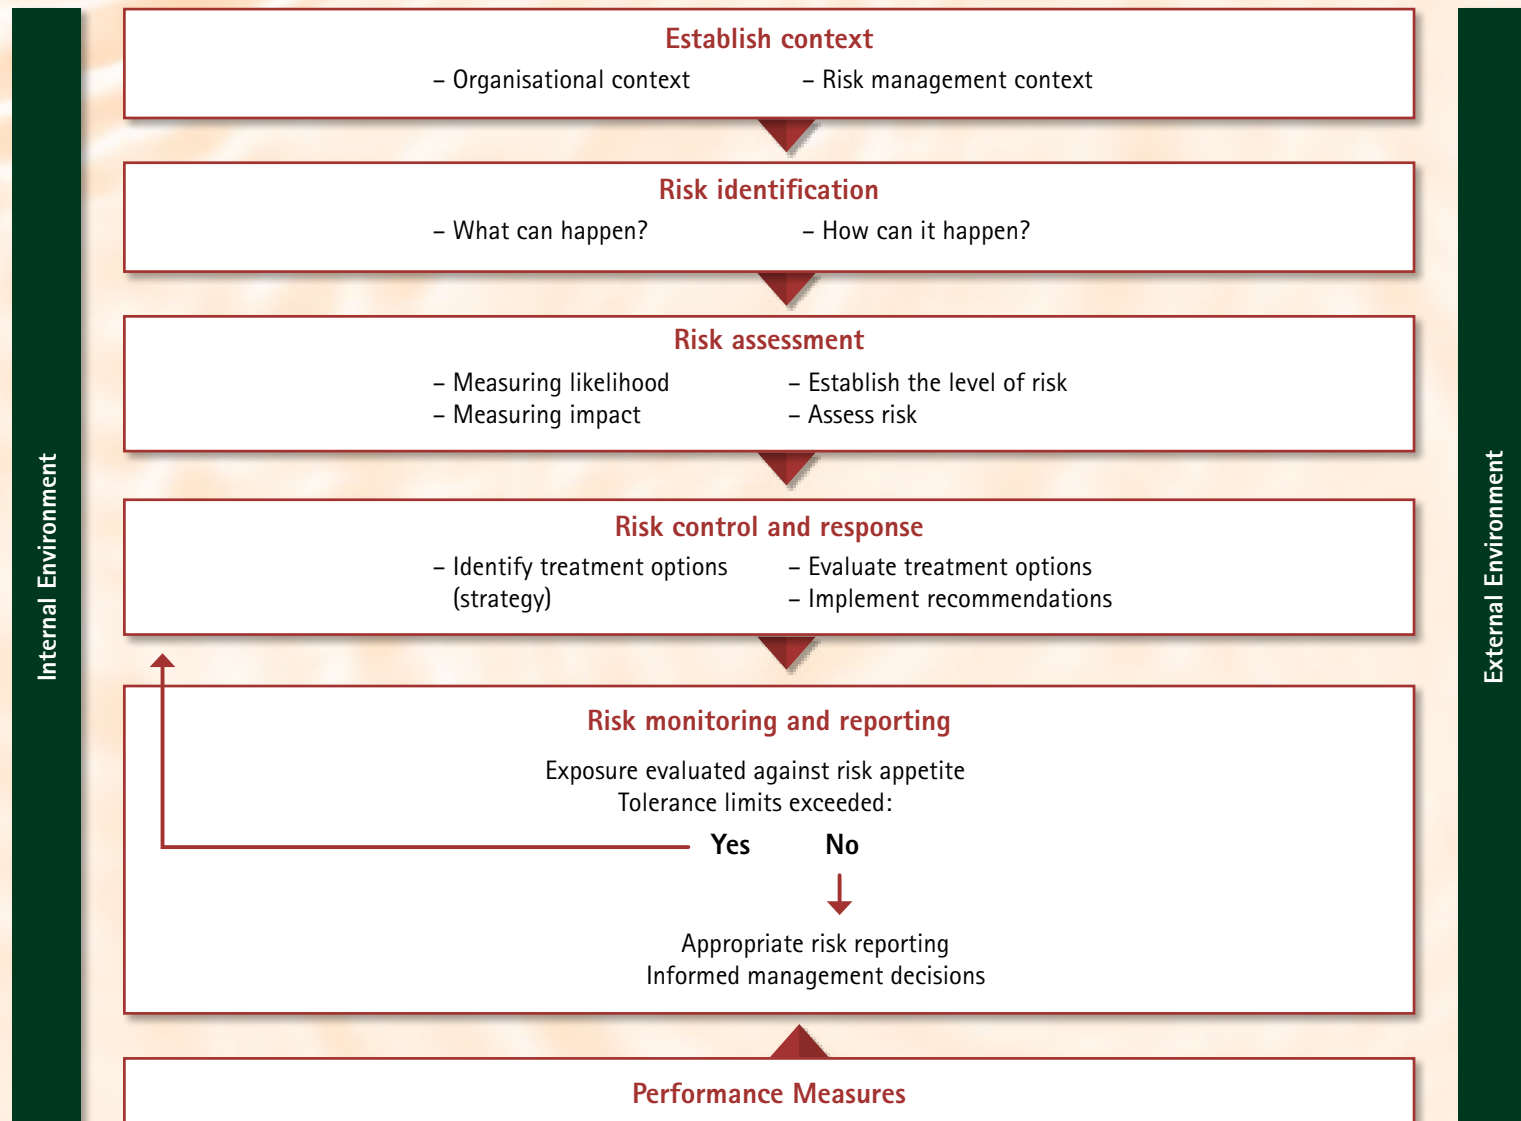 Establish context
– Organisational context – Risk management context
Risk identification
– What can happen? – How can it happen?
Risk assessment
– Measuring likelihood – Establish the level of risk
– Measuring impact – Assess risk
Risk control and response
– Identify treatment options – Evaluate treatment options
(strategy) – Implement recommendations
Risk monitoring and reporting
Exposure evaluated against risk appetite
Tolerance limits exceeded:
Yes No
Appropriate risk reporting
Informed management decisions
Performance Measures
Internal Environment
External Environment